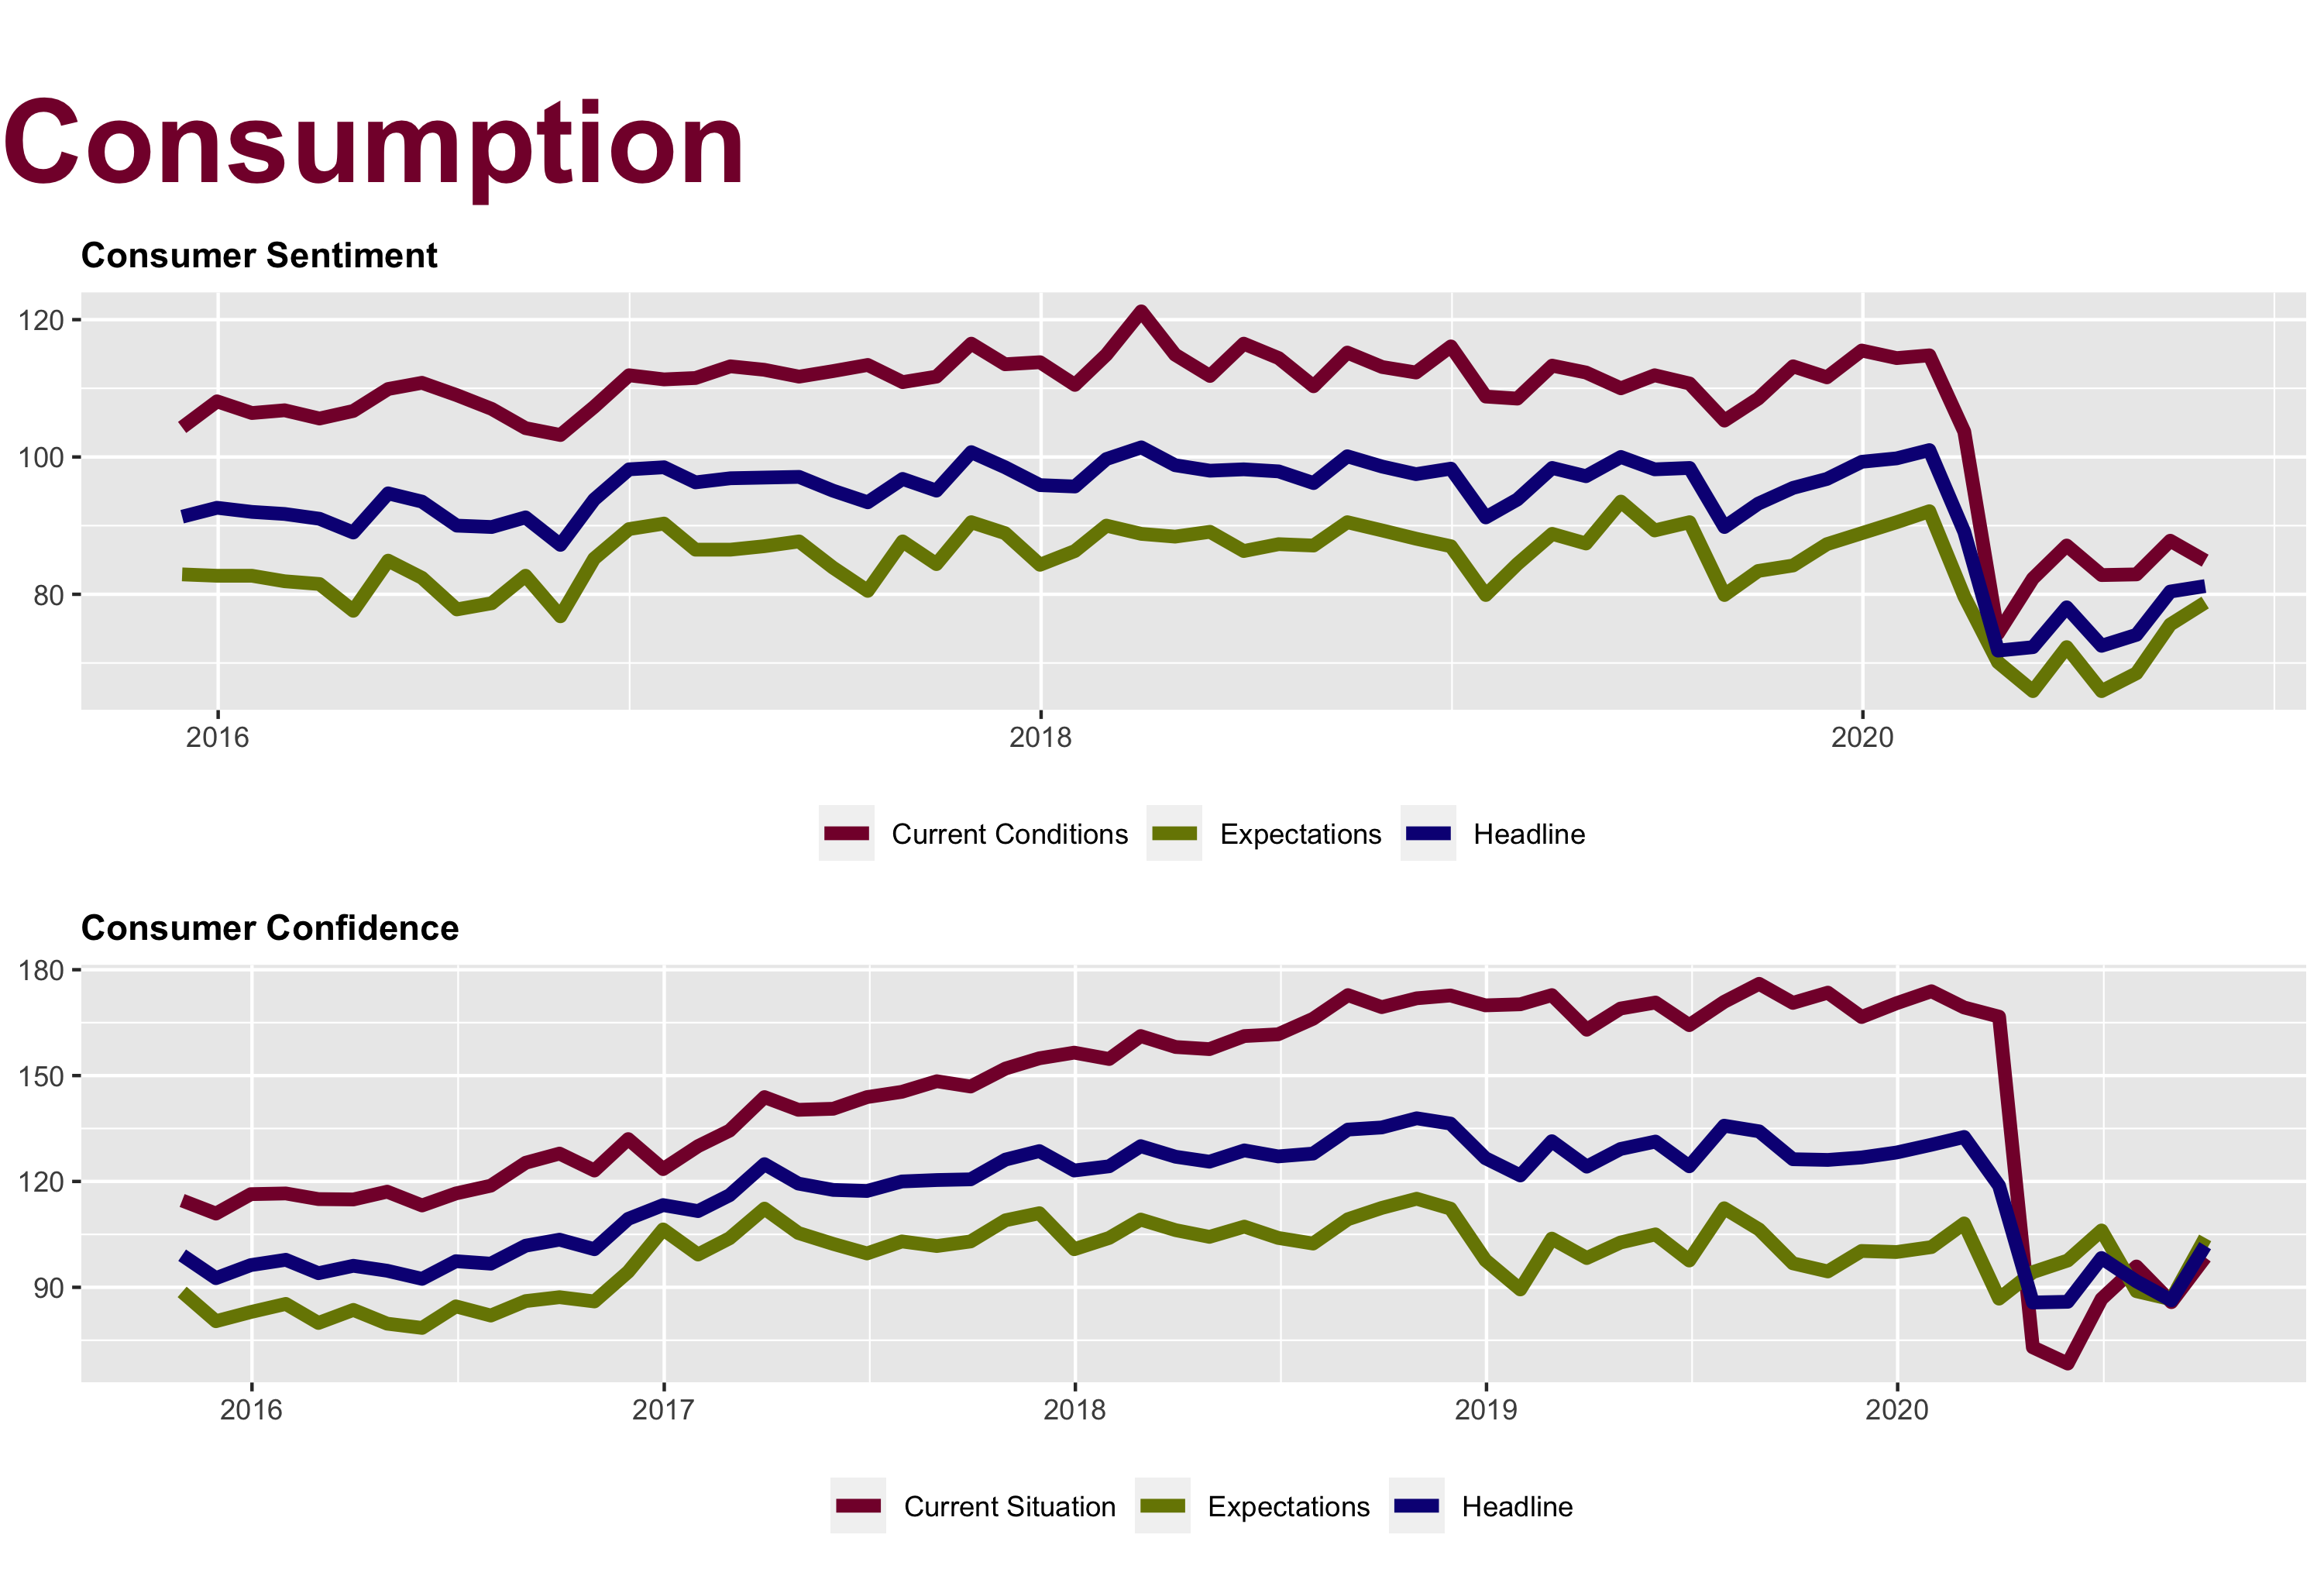 Consumption
Consumer Sentiment
120
100
80
2016 2018 2020
Current Conditions Expectations Headline
Consumer Confidence
180
150
120
90
2016 2017 2018 2019 2020
Current Situation Expectations Headline